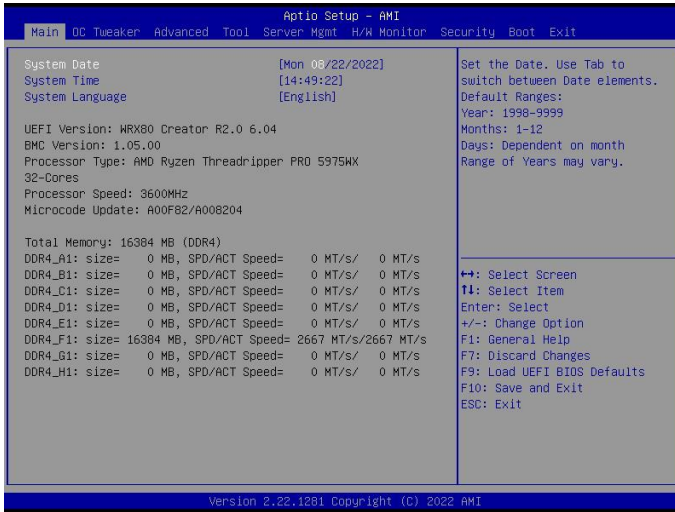 Aptio Setup - AMI
Main OC Tweaker Advanced Tool Server Mgmt H/W Monitor Security Boot Exit
System Date [Mon 08/22/2022]
System Time [14:49:22]
System Language [English]
UEFI Version: WRX80 Creator R2.0 6.04
BMC Version: 1.05.00
Processor Type: AMD Ryzen Threadripper PRO 5975WX
32-Cores
Processor Speed: 3600MHz
Microcode Update: A00F82/A008204
Total Memory: 16384 MB (DDR4)
DDR4_A1: size= 0 MB, SPD/ACT Speed= 0 MT/s/ 0 MT/s
DDR4_B1: size= 0 MB, SPD/ACT Speed= 0 MT/s/ 0 MT/s
DDR4_C1: size= 0 MB, SPD/ACT Speed= 0 MT/s/ 0 MT/s
DDR4_D1: size= 0 MB, SPD/ACT Speed= 0 MT/s/ 0 MT/s
DDR4_E1: size= 0 MB, SPD/ACT Speed= 0 MT/s/ 0 MT/s
DDR4_F1: size= 16384 MB, SPD/ACT Speed= 2667 MT/s/2667 MT/s
DDR4_G1: size= 0 MB, SPD/ACT Speed= 0 MT/s/ 0 MT/s
DDR4_H1: size= 0 MB, SPD/ACT Speed= 0 MT/s/ 0 MT/s
Set the Date. Use Tab to
switch between Date elements.
Default Ranges:
Year: 1998-9999
Months: 1-12
Days: Dependent on month
Range of Years may vary.
↔: Select Screen
↑↓: Select Item
Enter: Select
+/-: Change Option
F1: General Help
F7: Discard Changes
F9: Load UEFI BIOS Defaults
F10: Save and Exit
ESC: Exit
Version 2.22.1281 Copyright (C) 2022 AMI